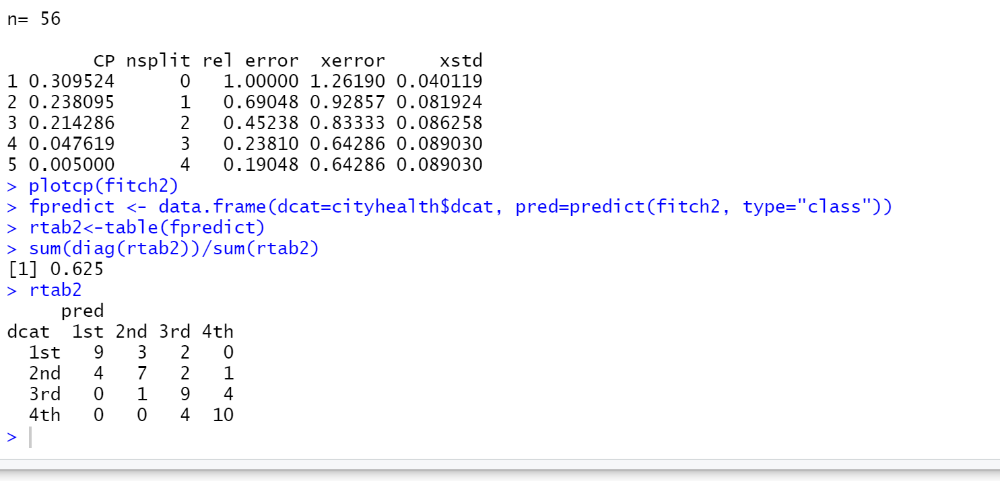 n= 56
        CP nsplit rel error  xerror     xstd
1 0.309524      0   1.00000 1.26190 0.040119
2 0.238095      1   0.69048 0.92857 0.081924
3 0.214286      2   0.45238 0.83333 0.086258
4 0.047619      3   0.23810 0.64286 0.089030
5 0.005000      4   0.19048 0.64286 0.089030
> plotcp(fitch2)
> fpredict <- data.frame(dcat=cityhealth$dcat, pred=predict(fitch2, type="class"))
> rtab2<-table(fpredict)
> sum(diag(rtab2))/sum(rtab2)
[1] 0.625
> rtab2
     pred
dcat  1st 2nd 3rd 4th
  1st   9   3   2   0
  2nd   4   7   2   1
  3rd   0   1   9   4
  4th   0   0   4  10
>